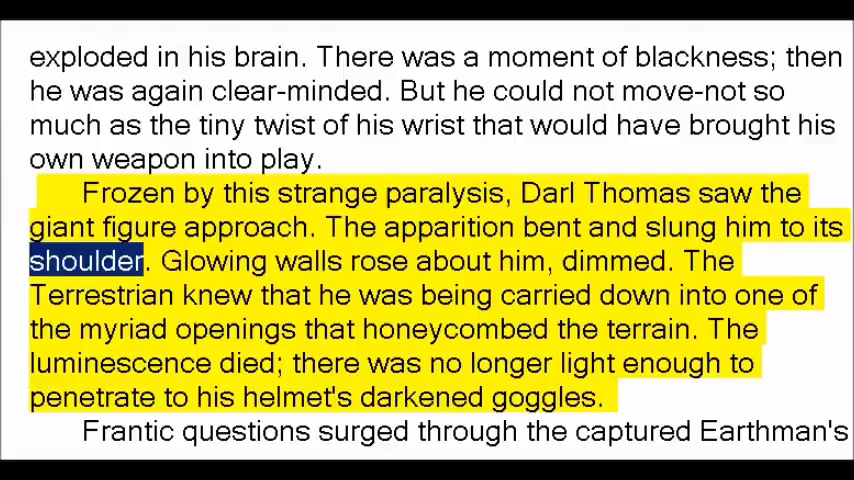 exploded in his brain. There was a moment of blackness; then
he was again clear-minded. But he could not move-not so
much as the tiny twist of his wrist that would have brought his
own weapon into play.
Frozen by this strange paralysis, Darl Thomas saw the
giant figure approach. The apparition bent and slung him to its
shoulder. Glowing walls rose about him, dimmed. The
Terrestrian knew that he was being carried down into one of
the myriad openings that honeycombed the terrain. The
luminescence died; there was no longer light enough to
penetrate to his helmet's darkened goggles.
Frantic questions surged through the captured Earthman's